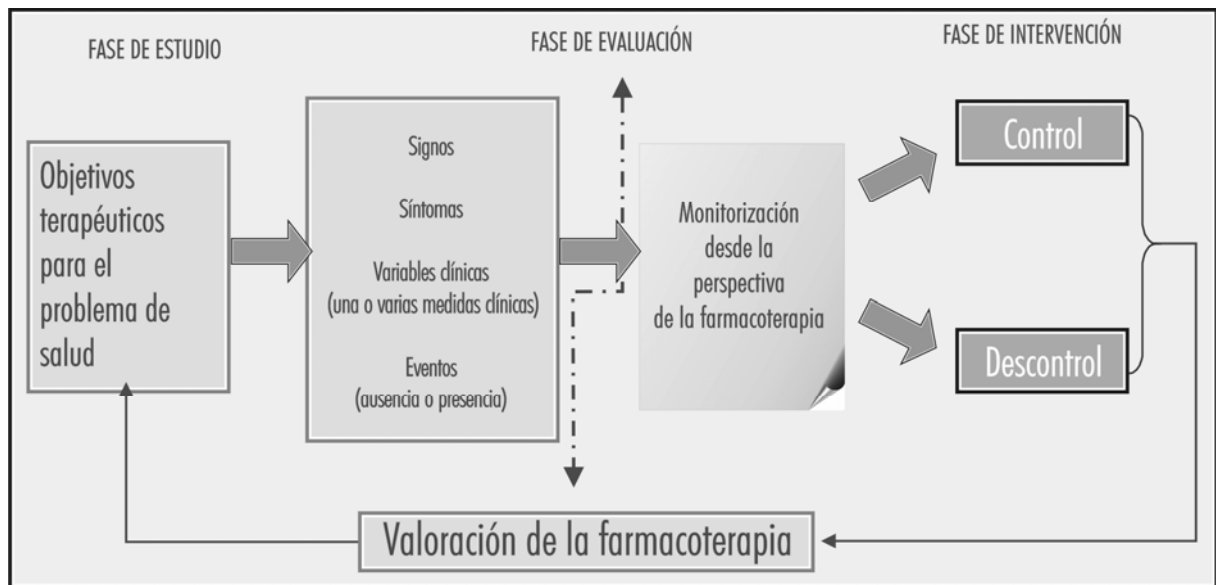 FASE DE ESTUDIO
FASE DE EVALUACIÓN
FASE DE INTERVENCIÓN
Objetivos
terapéuticos
para el
problema de
salud
Signos
Síntomas
Variables clínicas
(una o varias medidas clínicas)
Eventos
(ausencia o presencia)
Monitorización
desde la
perspectiva
de la farmacoterapia
Control
Descontrol
Valoración de la farmacoterapia